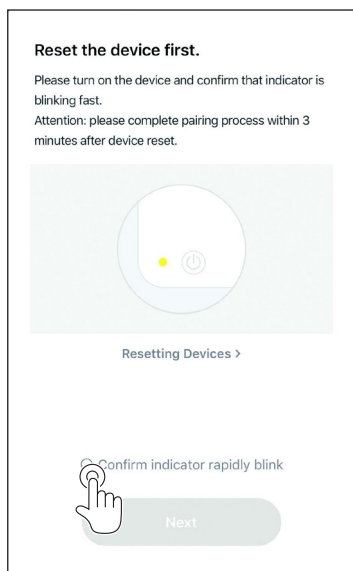 Reset the device first.
Please turn on the device and confirm that indicator is
blinking fast.
Attention: please complete pairing process within 3
minutes after device reset.
Resetting Devices >
Confirm indicator rapidly blink
Next